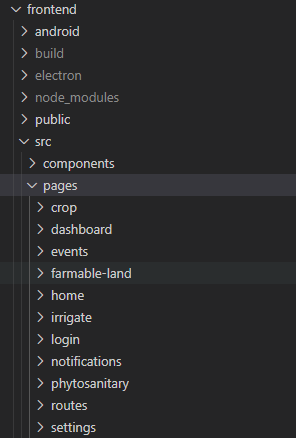 frontend
android
build
electron
node_modules
public
src
components
pages
crop
dashboard
events
farmable-land
home
irrigate
login
notifications
phytosanitary
routes
settings